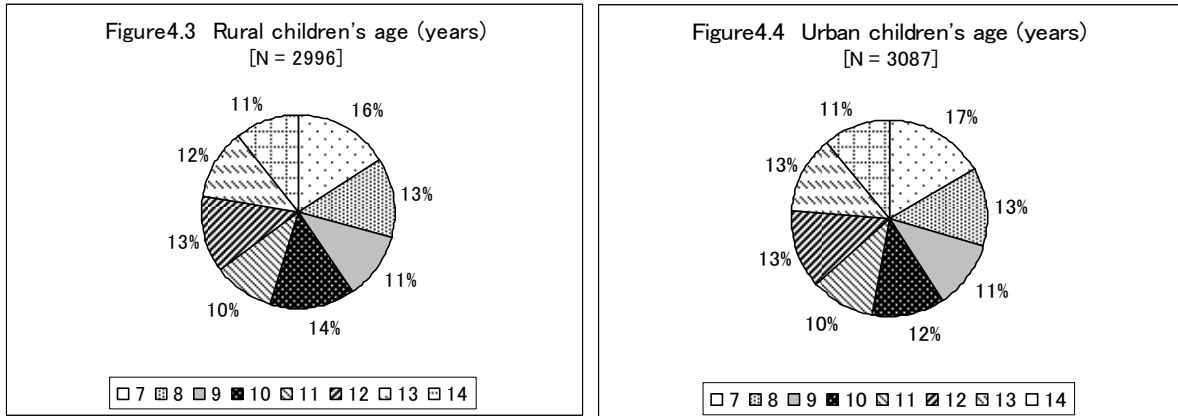 Figure4.3 Rural children's age (years)
[N = 2996]
11%
16%
12%
13%
13%
11%
10%
14%
7 8 9 10 11 12 13 14
Figure4.4 Urban children's age (years)
[N = 3087]
11%
17%
13%
13%
13%
11%
10%
12%
7 8 9 10 11 12 13 14